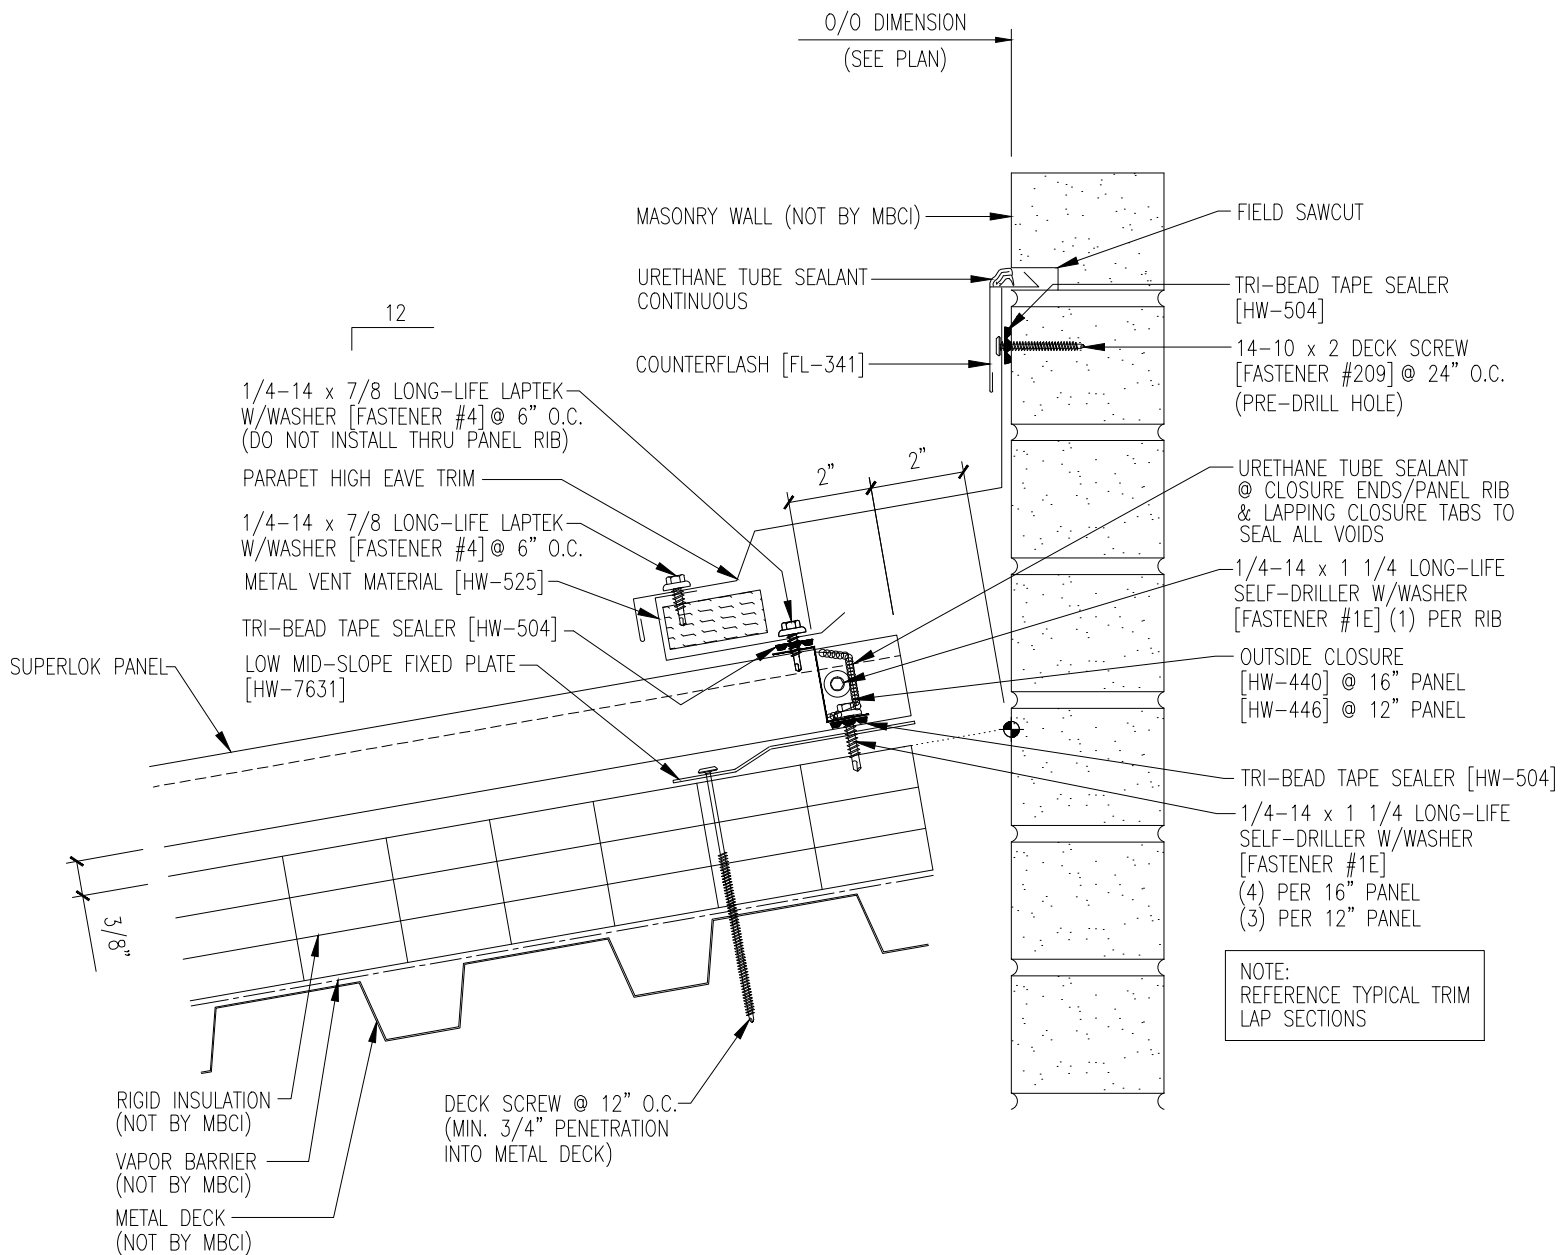 O/O DIMENSION
(SEE PLAN)
MASONRY WALL (NOT BY MBCI)
FIELD SAWCUT
URETHANE TUBE SEALANT
CONTINUOUS
TRI-BEAD TAPE SEALER
[HW-504]
12
COUNTERFLASH [FL-341]
14-10 x 2 DECK SCREW
[FASTENER #209] @ 24" O.C.
(PRE-DRILL HOLE)
1/4-14 x 7/8 LONG-LIFE LAPTEK
W/WASHER [FASTENER #4] @ 6" O.C.
(DO NOT INSTALL THRU PANEL RIB)
PARAPET HIGH EAVE TRIM
1/4-14 x 7/8 LONG-LIFE LAPTEK
W/WASHER [FASTENER #4] @ 6" O.C.
METAL VENT MATERIAL [HW-525]
TRI-BEAD TAPE SEALER [HW-504]
LOW MID-SLOPE FIXED PLATE
[HW-7631]
SUPERLOK PANEL
2"
2"
URETHANE TUBE SEALANT
@ CLOSURE ENDS/PANEL RIB
& LAPPING CLOSURE TABS TO
SEAL ALL VOIDS
1/4-14 x 1 1/4 LONG-LIFE
SELF-DRILLER W/WASHER
[FASTENER #1E] (1) PER RIB
OUTSIDE CLOSURE
[HW-440] @ 16" PANEL
[HW-446] @ 12" PANEL
TRI-BEAD TAPE SEALER [HW-504]
1/4-14 x 1 1/4 LONG-LIFE
SELF-DRILLER W/WASHER
[FASTENER #1E]
(4) PER 16" PANEL
(3) PER 12" PANEL
3/8"
NOTE:
REFERENCE TYPICAL TRIM
LAP SECTIONS
RIGID INSULATION
(NOT BY MBCI)
VAPOR BARRIER
(NOT BY MBCI)
METAL DECK
(NOT BY MBCI)
DECK SCREW @ 12" O.C.
(MIN. 3/4" PENETRATION
INTO METAL DECK)